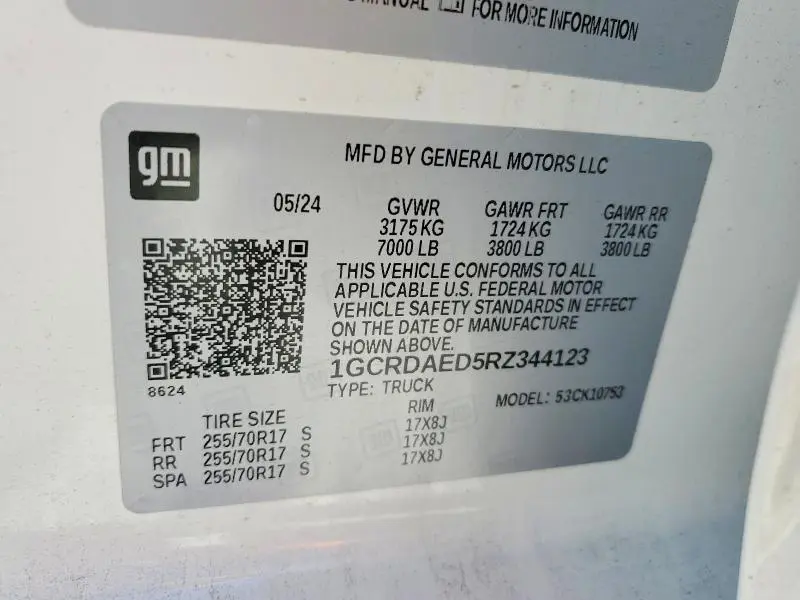 MANUAL FOR MORE INFORMATION
gm
MFD BY GENERAL MOTORS LLC
05/24 GVWR GAWR FRT GAWR RR
3175 KG 1724 KG 1724 KG
7000 LB 3800 LB 3800 LB
THIS VEHICLE CONFORMS TO ALL
APPLICABLE U.S. FEDERAL MOTOR
VEHICLE SAFETY STANDARDS IN EFFECT
ON THE DATE OF MANUFACTURE
SHOWN ABOVE.
1GCRDAED5RZ344123
8624
TYPE: TRUCK MODEL: 53CK10753
TIRE SIZE RIM
FRT 255/70R17 S 17X8J
RR 255/70R17 S 17X8J
SPA 255/70R17 S 17X8J